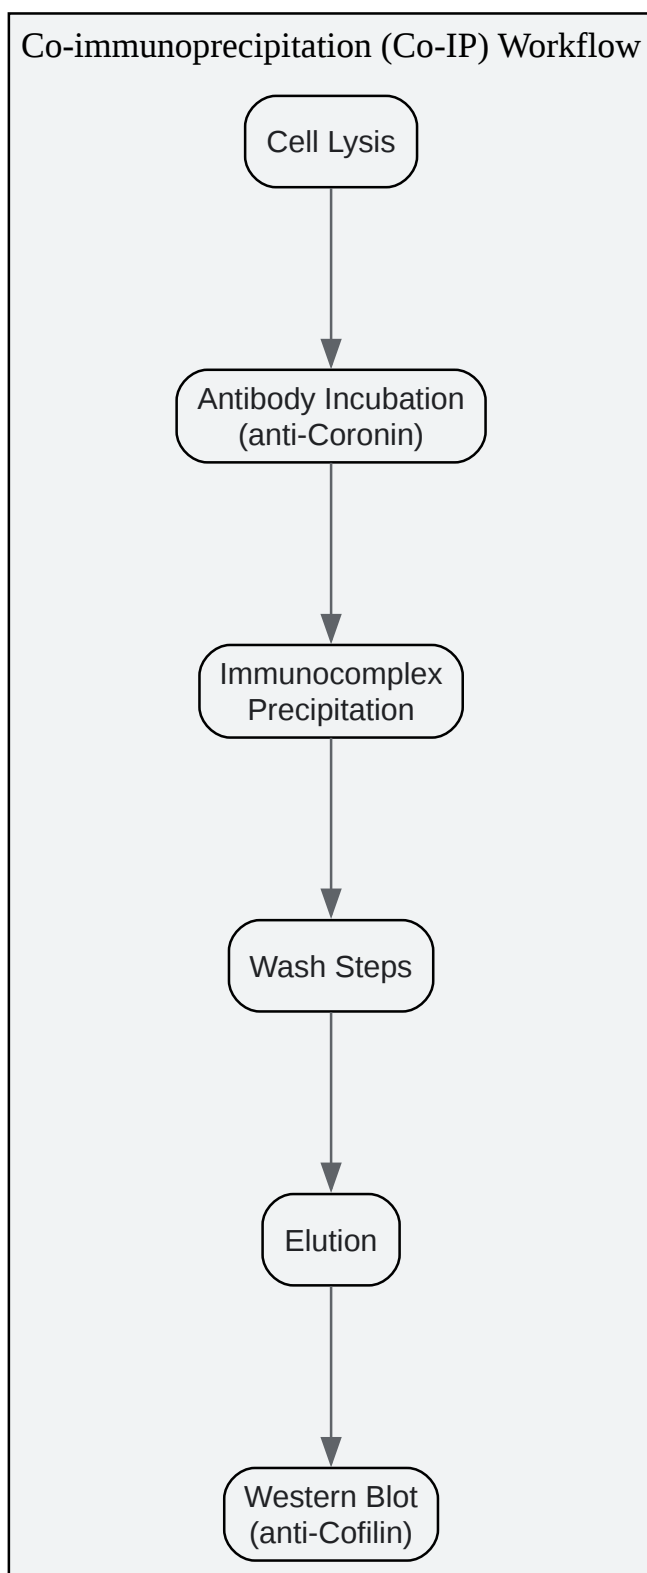 Co-immunoprecipitation (Co-IP) Workflow
Cell Lysis
Antibody Incubation
(anti-Coronin)
Immunocomplex
Precipitation
Wash Steps
Elution
Western Blot
(anti-Cofilin)